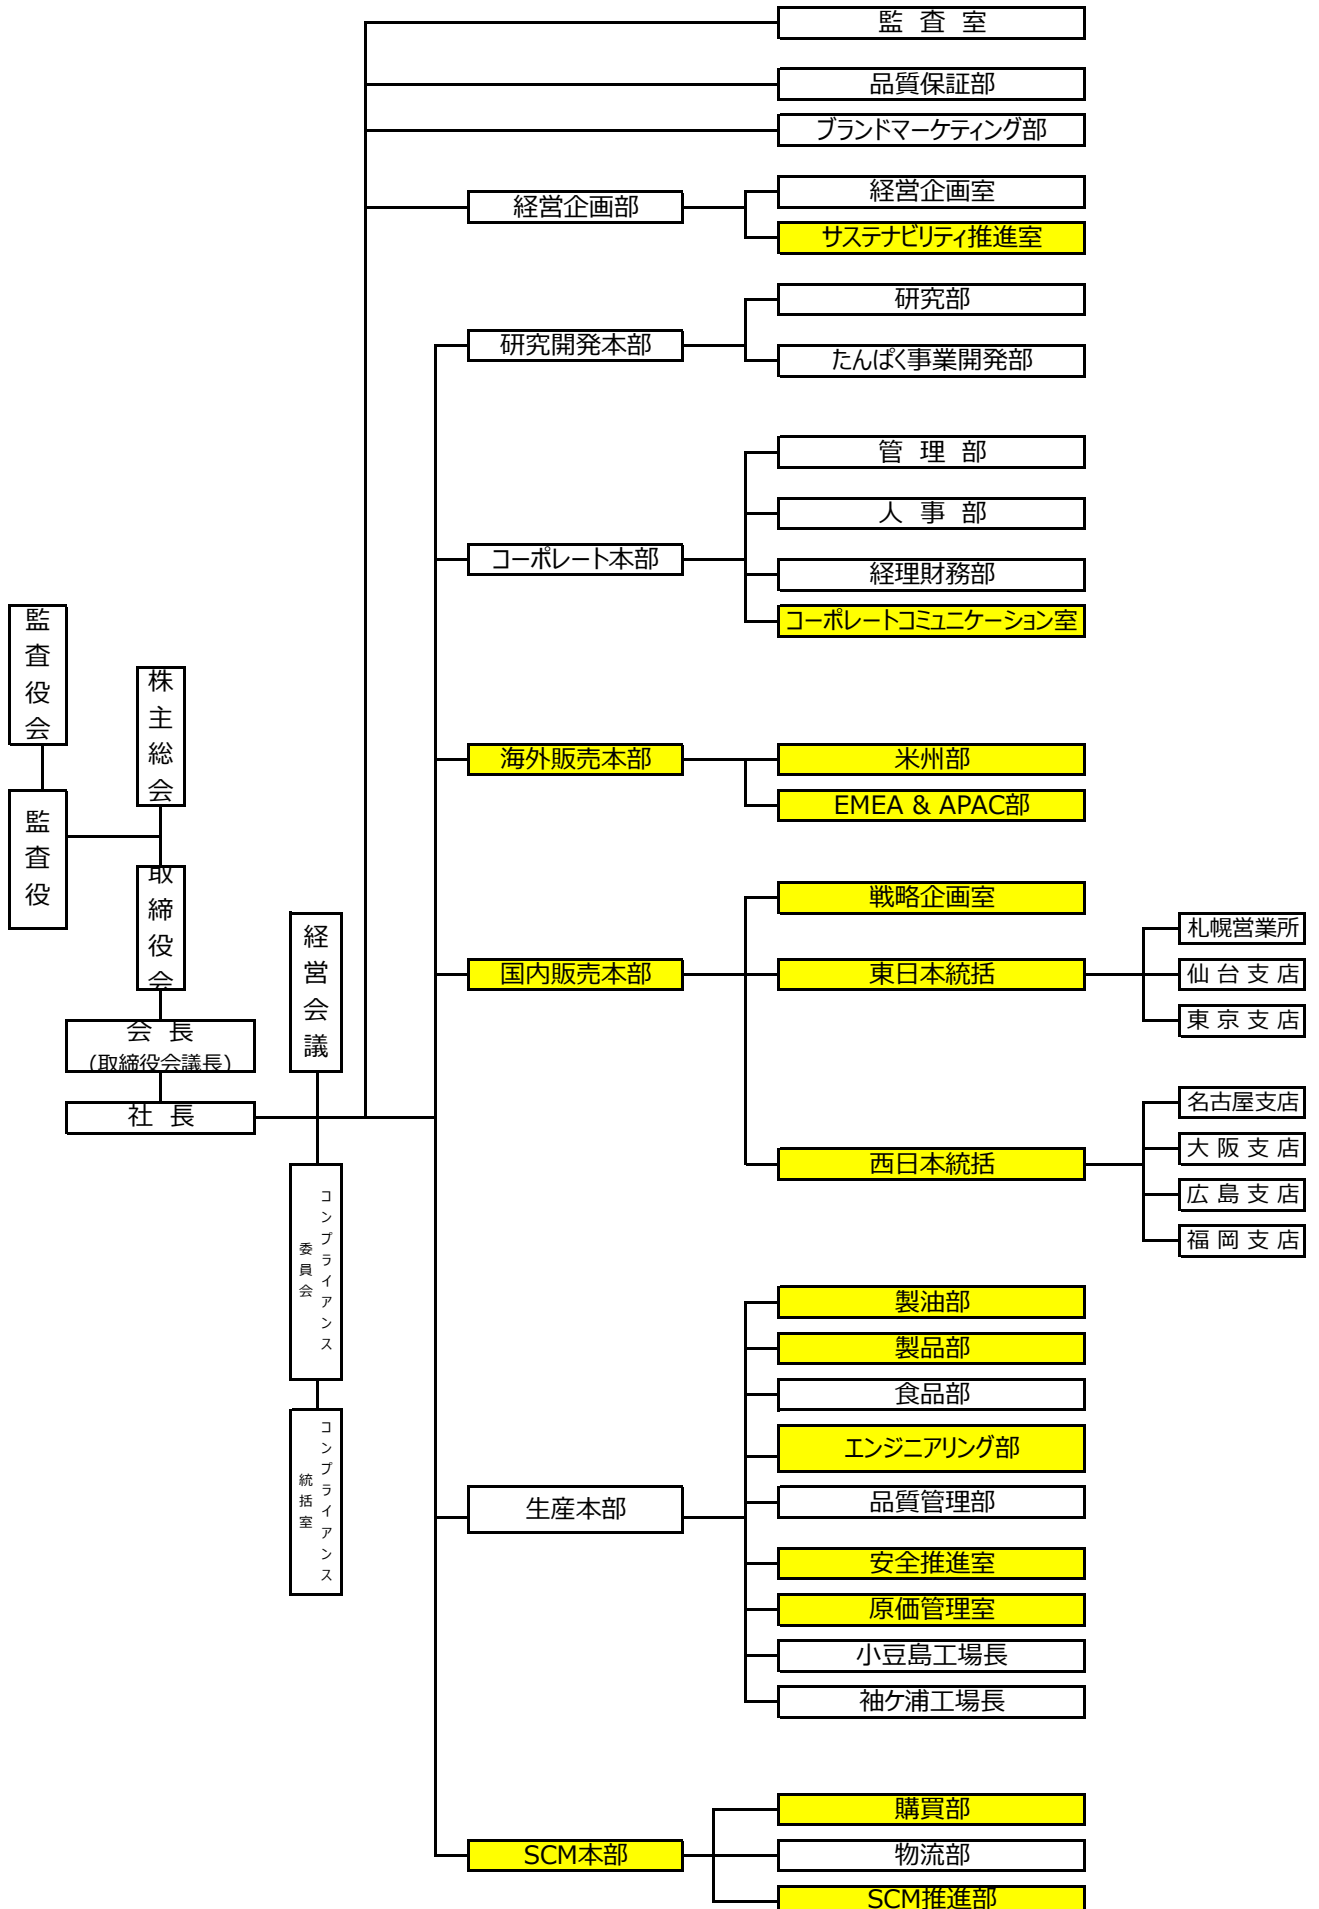 監 査 室
品質保証部
ブランドマーケティング部
経営企画部
経営企画室
サステナビリティ推進室
研究開発本部
研究部
たんぱく事業開発部
コーポレート本部
管 理 部
人 事 部
経理財務部
コーポレートコミュニケーション室
監査役会
監査役
株主総会
取締役会
会 長
（取締役会議長）
社 長
経営会議
コンプライアンス
委員会
コンプライアンス
統括室
海外販売本部
米州部
EMEA & APAC部
国内販売本部
戦略企画室
東日本統括
札幌営業所
仙 台 支 店
東 京 支 店
西日本統括
名古屋支店
大 阪 支 店
広 島 支 店
福 岡 支 店
生産本部
製油部
製品部
食品部
エンジニアリング部
品質管理部
安全推進室
原価管理室
小豆島工場長
袖ケ浦工場長
SCM本部
購買部
物流部
SCM推進部